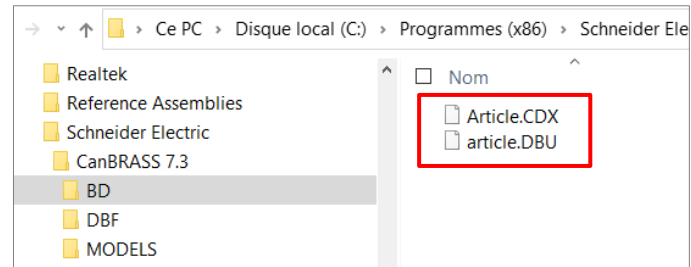 Ce PC > Disque local (C:) > Programmes (x86) > Schneider Ele
Realtek
Reference Assemblies
Schneider Electric
CanBRASS 7.3
BD
DBF
MODELS
Nom
Article.CDX
article.DBU